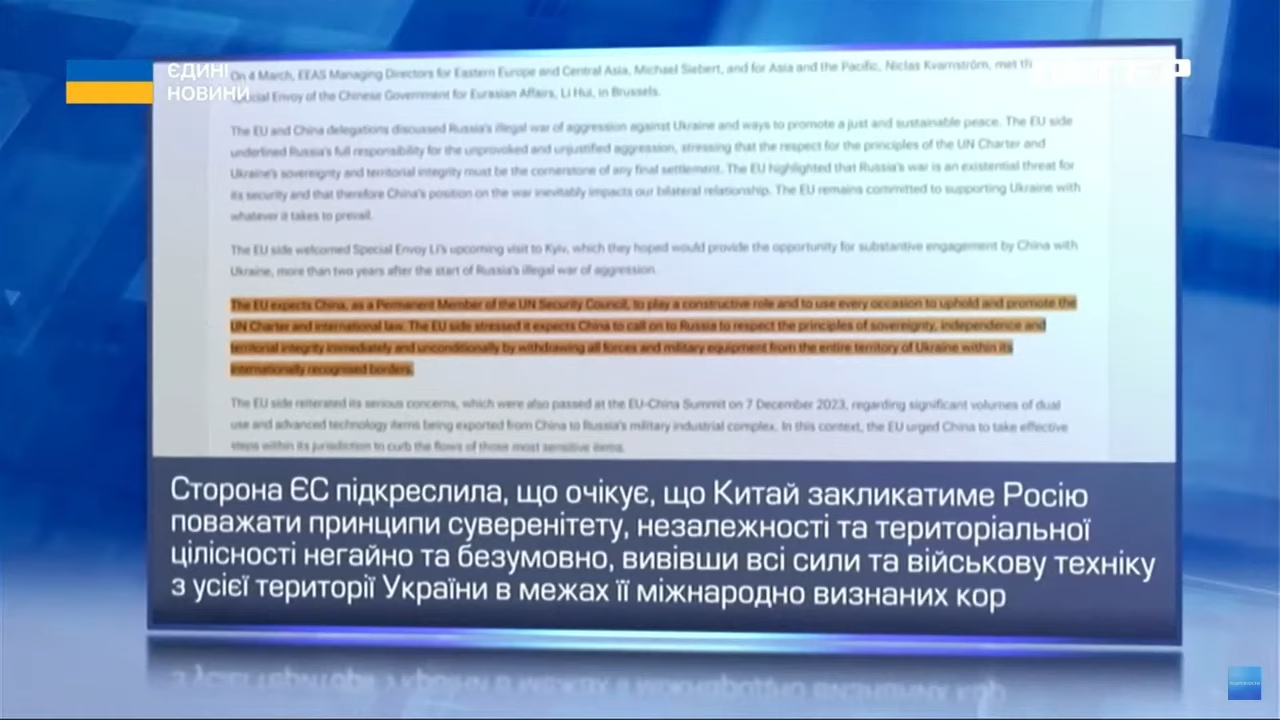 ЄДИНІ
НОВИНИ
On 4 March, EEAS Managing Directors for Eastern Europe and Central Asia, Michael Siebert, and for Asia and the Pacific, Niclas Kvarnström, met th
Envoy of the Chinese Government for Eurasian Affairs, Li Hui, in Brussels.
The EU and China delegations discussed Russia's illegal war of aggression against Ukraine and ways to promote a just and sustainable peace. The EU side
underlined Russia's full responsibility for the unprovoked and unjustified aggression, stressing that the respect for the principles of the UN Charter and
Ukraine's sovereignty and territorial integrity must be the cornerstone of any final settlement. The EU highlighted that Russia's war is an existential threat for
its security and that therefore China's position on the war inevitably impacts our bilateral relationship. The EU remains committed to supporting Ukraine with
whatever it takes to prevail.
The EU side welcomed Special Envoy Li's upcoming visit to Kyiv, which they hoped would provide the opportunity for substantive engagement by China with
Ukraine, more than two years after the start of Russia's illegal war of aggression.
The EU expects China, as a Permanent Member of the UN Security Council, to play a constructive role and to use every occasion to uphold and promote the
UN Charter and international law. The EU side stressed it expects China to call on to Russia to respect the principles of sovereignty, independence and
territorial integrity immediately and unconditionally by withdrawing all forces and military equipment from the entire territory of Ukraine within its
internationally recognised borders.
The EU side reiterated its serious concerns, which were also passed at the EU-China Summit on 7 December 2023, regarding significant volumes of dual
use and advanced technology items being exported from China to Russia's military industrial complex. In this context, the EU urged China to take effective
steps within its jurisdiction to curb the flows of those most sensitive items.
Сторона ЄС підкреслила, що очікує, що Китай закликатиме Росію
поважати принципи суверенітету, незалежності та територіальної
цілісності негайно та безумовно, вивівши всі сили та військову техніку
з усієї території України в межах її міжнародно визнаних кор